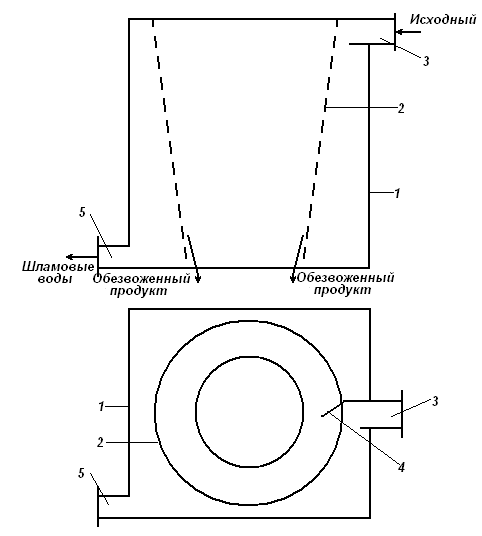 Исходный
3
2
1
5
Шламовые
воды
Обезвоженный
продукт
Обезвоженный
продукт
1
3
2
4
5